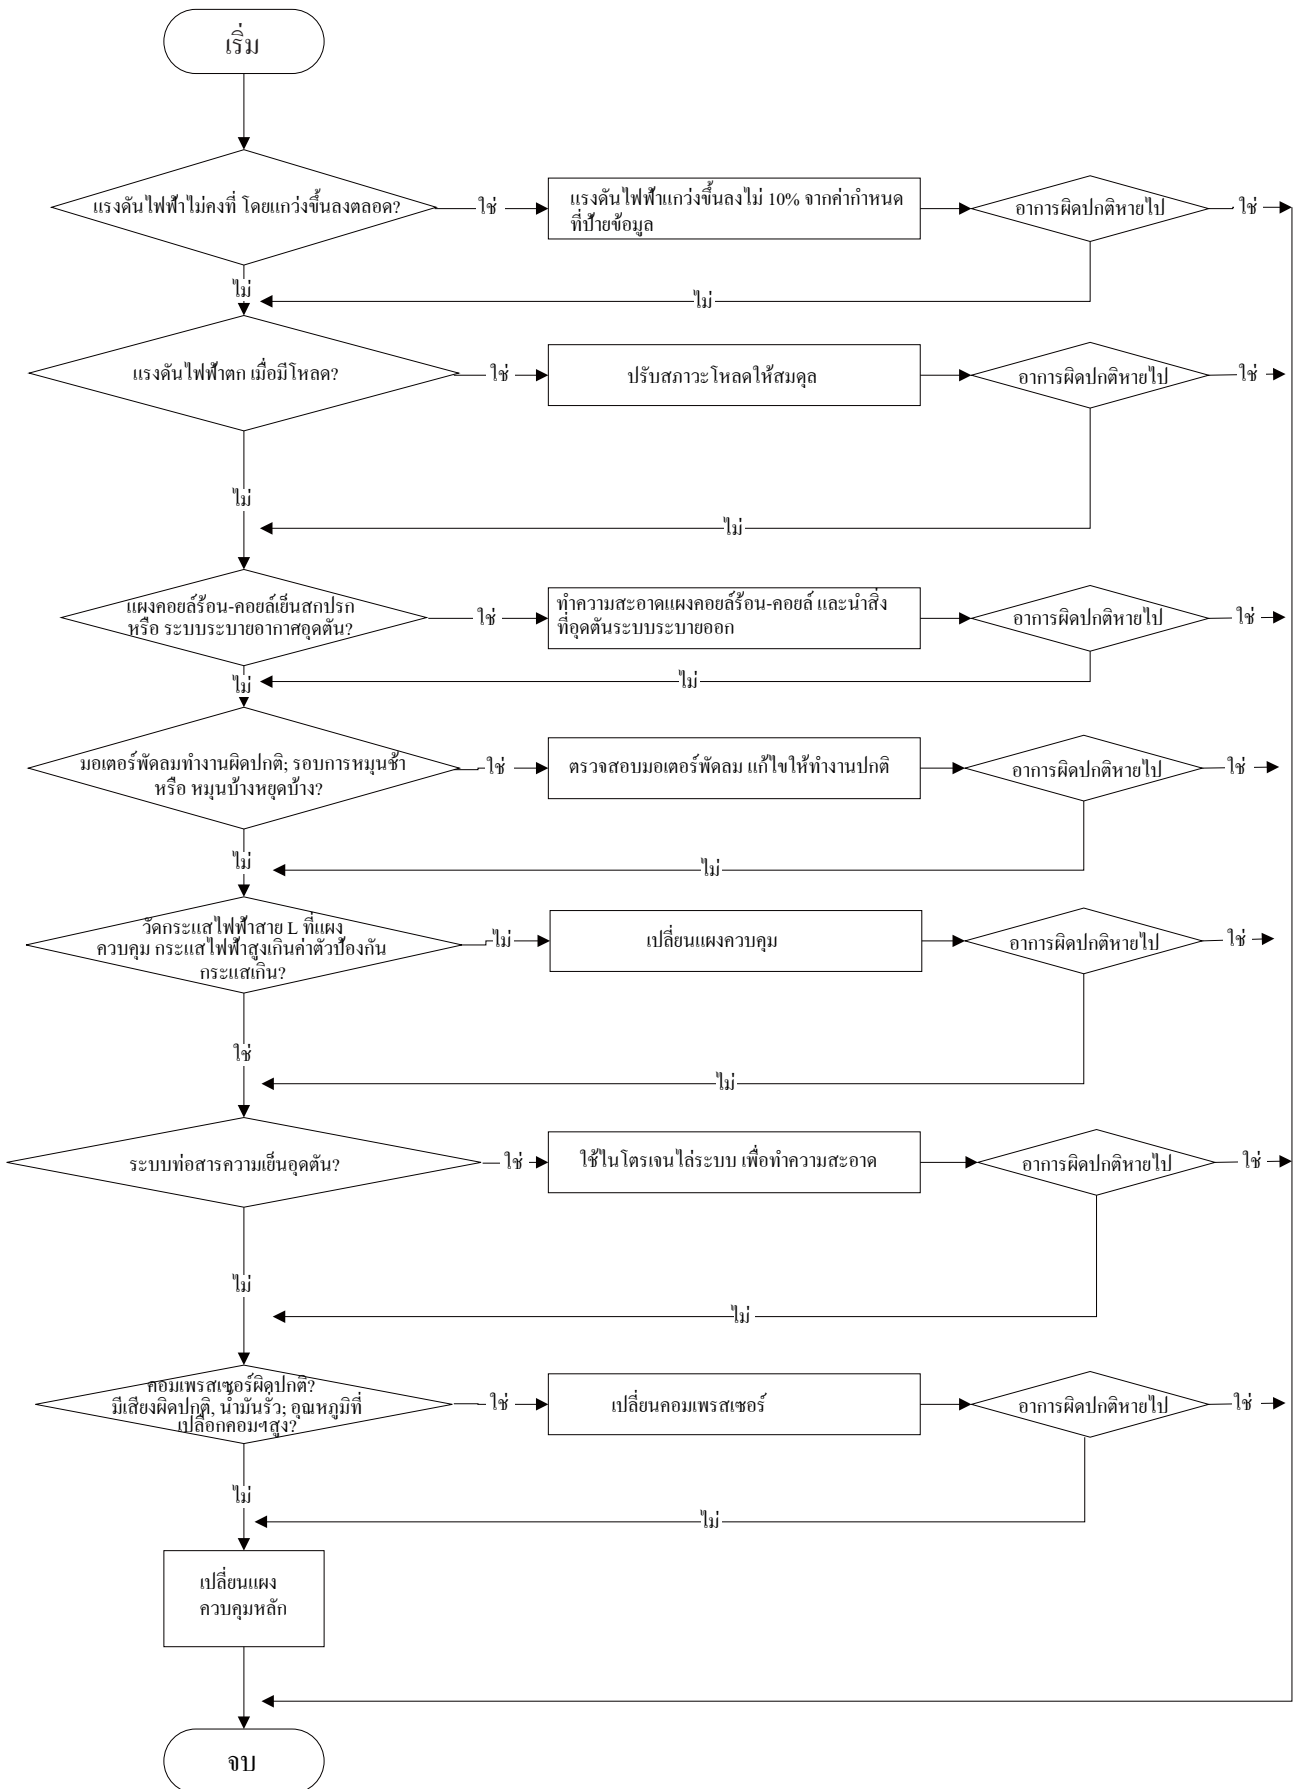 เริ่ม
แรงดันไฟฟ้าไม่คงที่ โดยแกว่งขึ้นลงตลอด?
ใช่
แรงดันไฟฟ้าแกว่งขึ้นลงไม่ 10% จากค่ากำหนด
ที่ป้ายข้อมูล
อาการผิดปกติหายไป
ใช่
ไม่
ไม่
แรงดันไฟฟ้าตก เมื่อมีโหลด?
ใช่
ปรับสภาวะโหลดให้สมดุล
อาการผิดปกติหายไป
ใช่
ไม่
ไม่
แผงคอยล์ร้อน-คอยล์เย็นสกปรก
หรือ ระบบระบายอากาศอุดตัน?
ใช่
ทำความสะอาดแผงคอยล์ร้อน-คอยล์ และนำสิ่ง
ที่อุดตันระบบระบายออก
อาการผิดปกติหายไป
ใช่
ไม่
ไม่
มอเตอร์พัดลมทำงานผิดปกติ; รอบการหมุนช้า
หรือ หมุนบ้างหยุดบ้าง?
ใช่
ตรวจสอบมอเตอร์พัดลม แก้ไขให้ทำงานปกติ
อาการผิดปกติหายไป
ใช่
ไม่
ไม่
วัดกระแสไฟฟ้าสาย L ที่แผง
ควบคุม กระแสไฟฟ้าสูงเกินค่าตัวป้องกัน
กระแสเกิน?
ไม่
เปลี่ยนแผงควบคุม
อาการผิดปกติหายไป
ใช่
ใช่
ไม่
ระบบท่อสารความเย็นอุดตัน?
ใช่
ใช้ไนโตรเจนไล่ระบบ เพื่อทำความสะอาด
อาการผิดปกติหายไป
ใช่
ไม่
ไม่
คอมเพรสเซอร์ผิดปกติ?
มีเสียงผิดปกติ, น้ำมันรั่ว; อุณหภูมิที่
เปลือกคอมฯสูง?
ใช่
เปลี่ยนคอมเพรสเซอร์
อาการผิดปกติหายไป
ใช่
ไม่
ไม่
เปลี่ยนแผง
ควบคุมหลัก
จบ